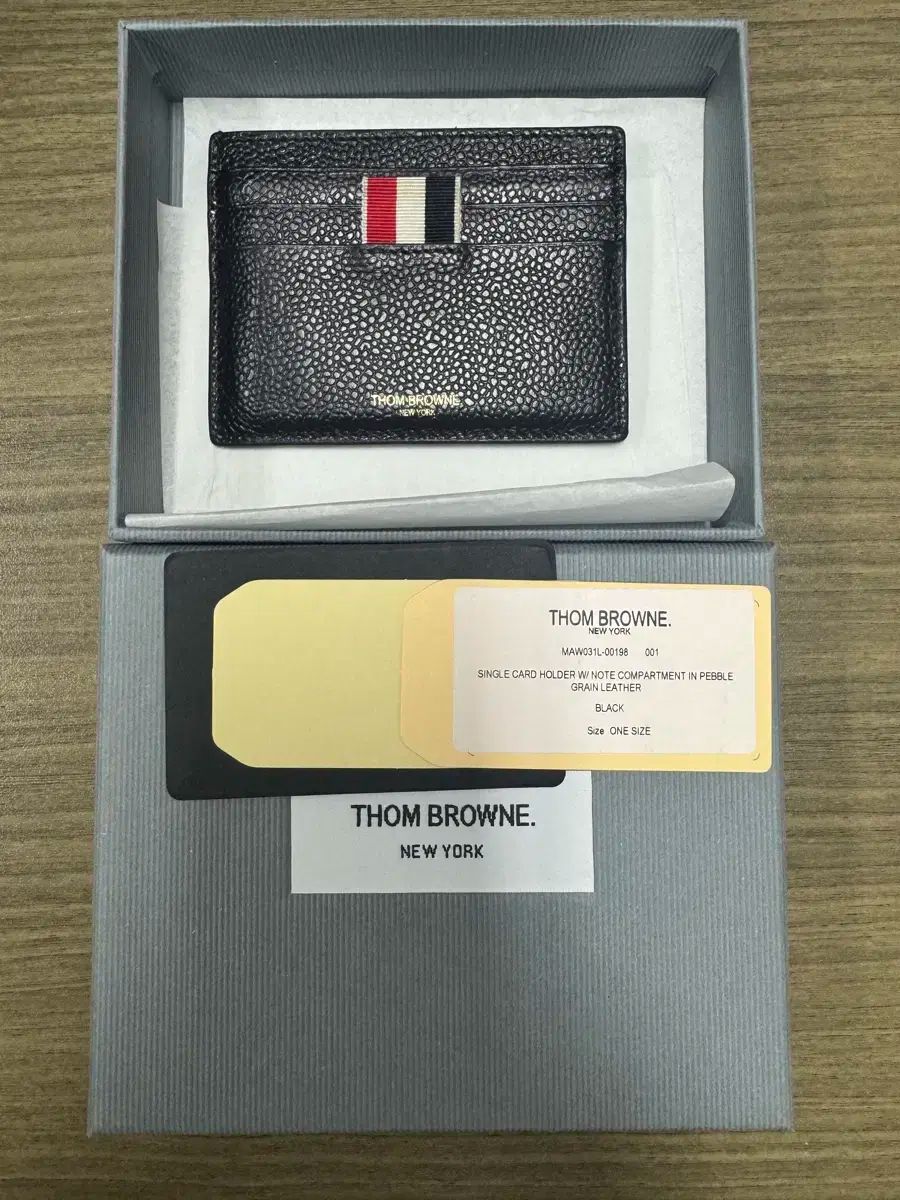 THOM BROWNE.
NEW YORK
THOM BROWNE.
NEW YORK
MAW031L-00198 001
SINGLE CARD HOLDER W/ NOTE COMPARTMENT IN PEBBLE
GRAIN LEATHER
BLACK
Size ONE SIZE
THOM BROWNE.
NEW YORK